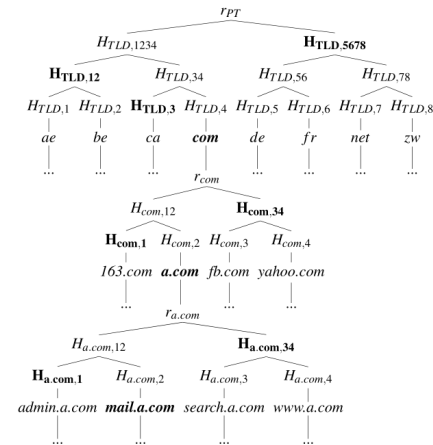 r_PT
H_TLD,1234 H_TLD,5678
H_TLD,12 H_TLD,34 H_TLD,56 H_TLD,78
H_TLD,1 H_TLD,2 H_TLD,3 H_TLD,4 H_TLD,5 H_TLD,6 H_TLD,7 H_TLD,8
ae be ca com de fr net zw
... ... ... ... ... ... ...
r_com
H_com,12 H_com,34
H_com,1 H_com,2 H_com,3 H_com,4
163.com a.com fb.com yahoo.com
... ... ...
r_a.com
H_a.com,12 H_a.com,34
H_a.com,1 H_a.com,2 H_a.com,3 H_a.com,4
admin.a.com mail.a.com search.a.com www.a.com
... ... ... ...